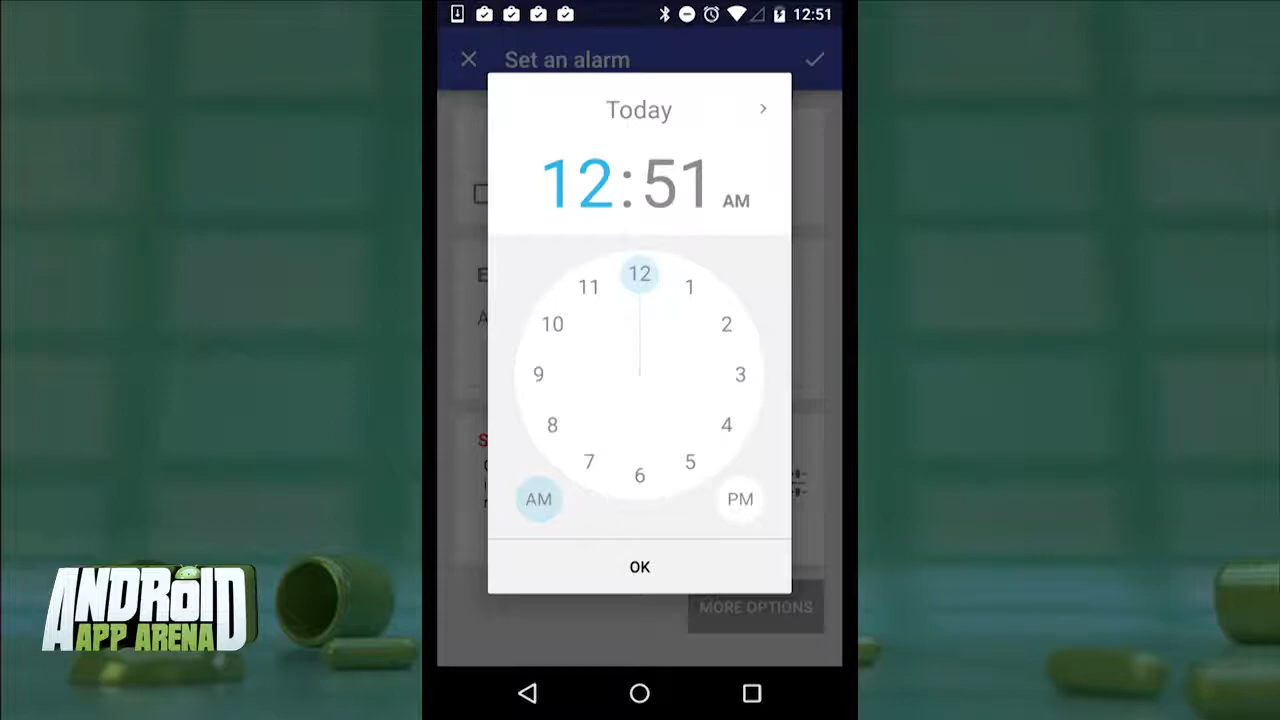 12:51
Set an alarm
Today
12:51 AM
12
11
1
10
2
9
3
8
4
7
5
6
AM
PM
OK
MORE OPTIONS
ANDROID
APP ARENA